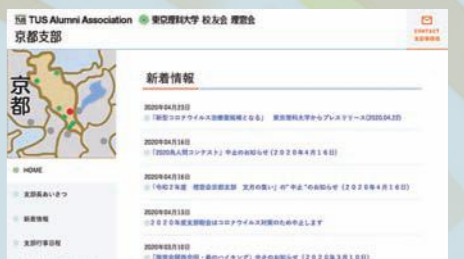 TUS TUS Alumni Association 東京理科大学 校友会 理窓会
京都支部
CONTACT
京都
新着情報
2020年04月23日
「新型コロナウイルス治療薬候補となる」 東京理科大学からプレスリリース(2020.04.22)
2020年04月16日
「2020鳥人間コンテスト」中止のお知らせ(2020年4月16日)
2020年04月16日
「令和2年度 理窓会京都支部 支方の集い」の"中止"のお知らせ(2020年4月16日)
2020年04月13日
2020年度支部総会はコロナウイルス対策のため中止します
2020年03月10日
HOME
支部長あいさつ
新着情報
支部行事日程